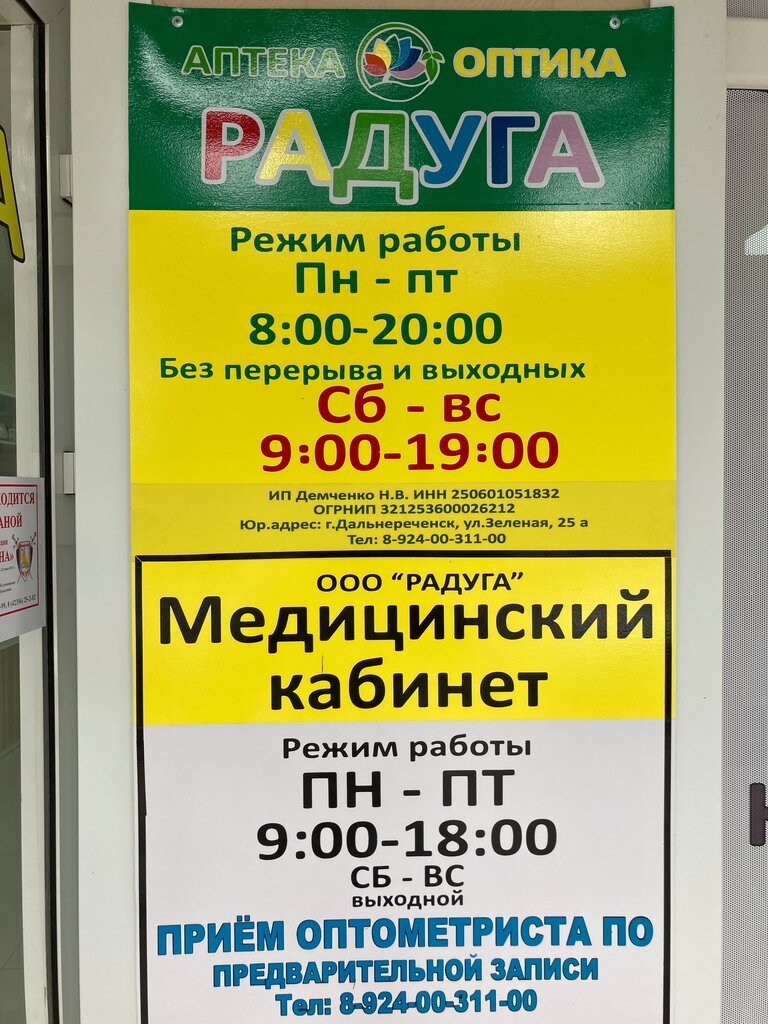 АПТЕКА ОПТИКА
РАДУГА
Режим работы
Пн - пт
8:00-20:00
Без перерыва и выходных
Сб - вс
9:00-19:00
ИП Демченко Н.В. ИНН 250601051832
ОГРНИП 321253600026212
Юр.адрес: г.Дальнереченск, ул.Зеленая, 25 а
Тел: 8-924-00-311-00
ООО “РАДУГА”
Медицинский
кабинет
Режим работы
ПН - ПТ
9:00-18:00
СБ - ВС
выходной
ПРИЁМ ОПТОМЕТРИСТА ПО
ПРЕДВАРИТЕЛЬНОЙ ЗАПИСИ
Тел: 8-924-00-311-00